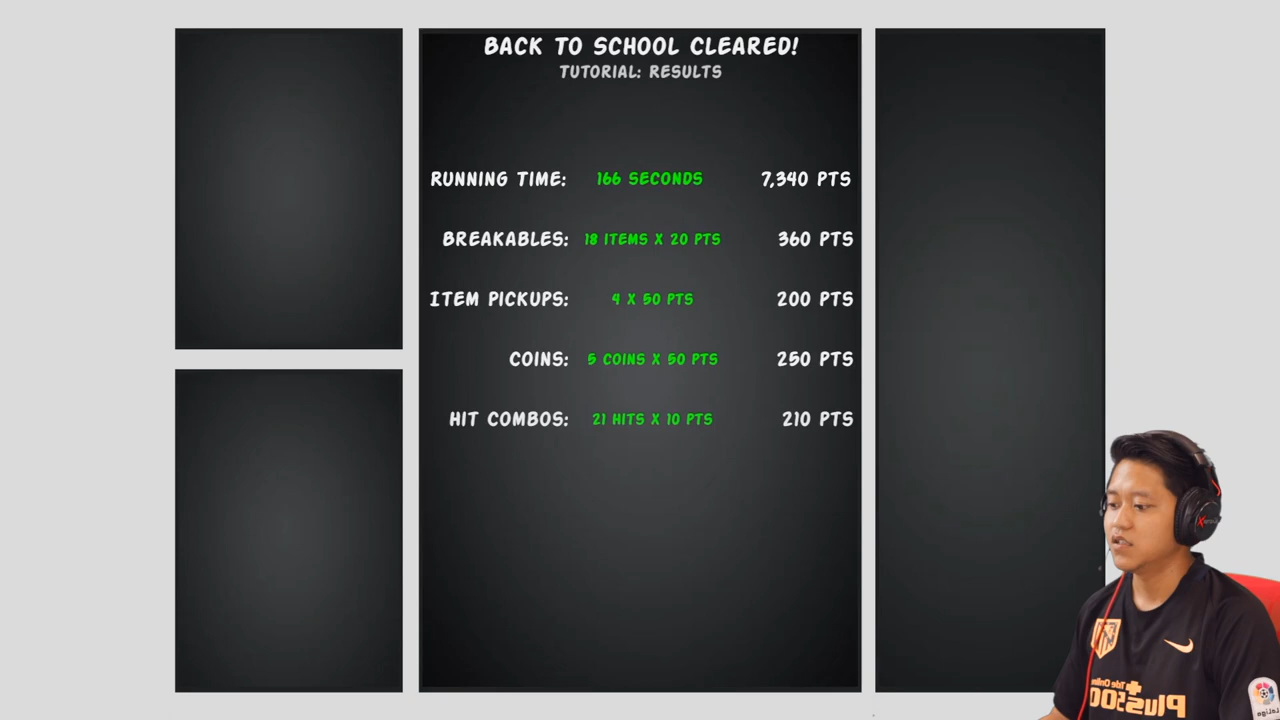 BACK TO SCHOOL CLEARED!
TUTORIAL: RESULTS
RUNNING TIME: 166 SECONDS 7,340 PTS
BREAKABLES: 18 ITEMS X 20 PTS 360 PTS
ITEM PICKUPS: 4 X 50 PTS 200 PTS
COINS: 5 COINS X 50 PTS 250 PTS
HIT COMBOS: 21 HITS X 10 PTS 210 PTS
Plus500
LaLiga